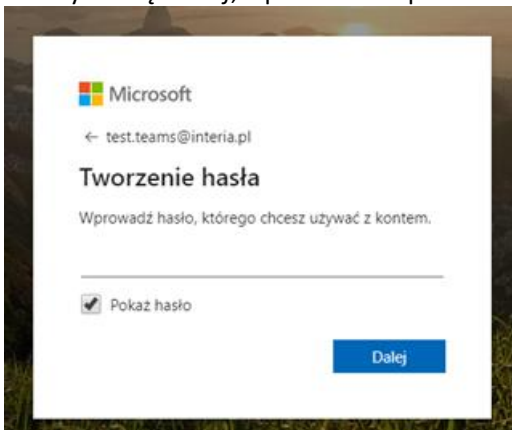 Microsoft
← test.teams@interia.pl
Tworzenie hasła
Wprowadź hasło, którego chcesz używać z kontem.
Pokaż hasło
Dalej